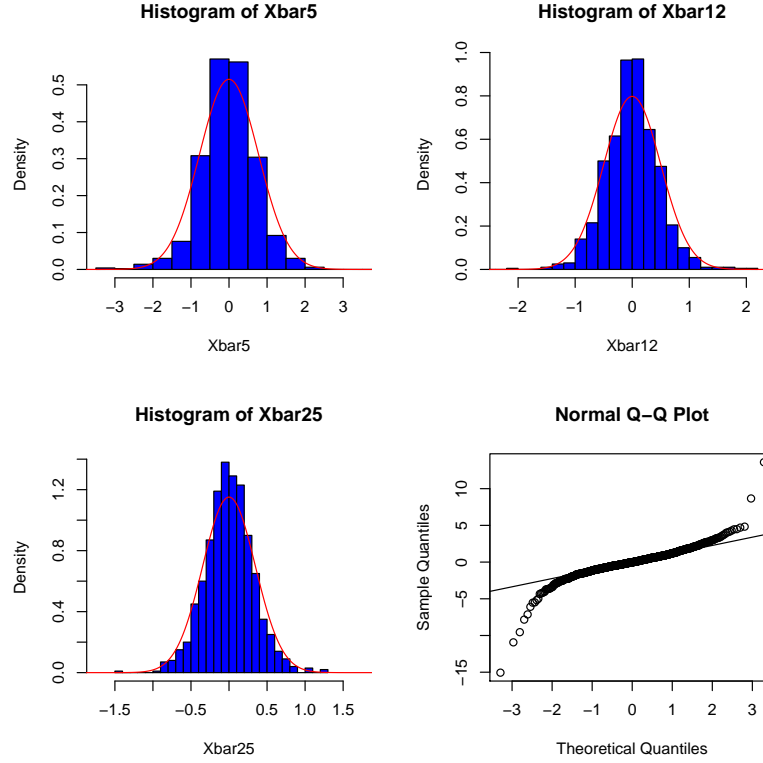 Histogram of Xbar5
Density
0.0 0.1 0.2 0.3 0.4 0.5
−3 −2 −1 0 1 2 3
Xbar5
Histogram of Xbar12
Density
0.0 0.2 0.4 0.6 0.8 1.0
−2 −1 0 1 2
Xbar12
Histogram of Xbar25
Density
0.0 0.4 0.8 1.2
−1.5 −0.5 0.5 1.5
Xbar25
Normal Q−Q Plot
Sample Quantiles
−15 −5 0 5 10
−3 −2 −1 0 1 2 3
Theoretical Quantiles